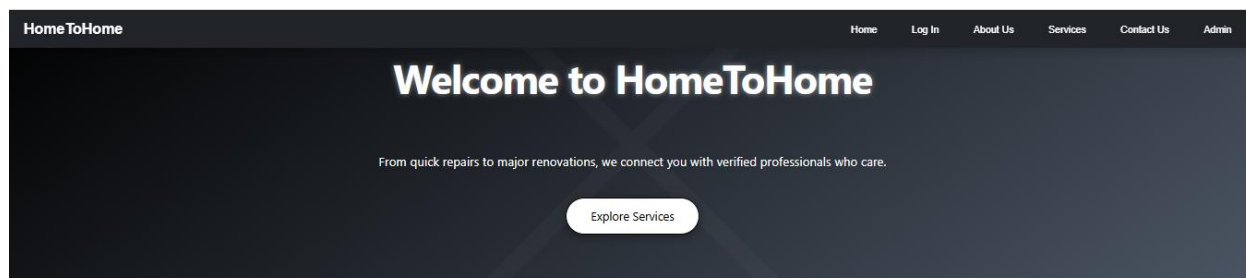 HomeToHome
Home Log In About Us Services Contact Us Admin
Welcome to HomeToHome
From quick repairs to major renovations, we connect you with verified professionals who care.
Explore Services